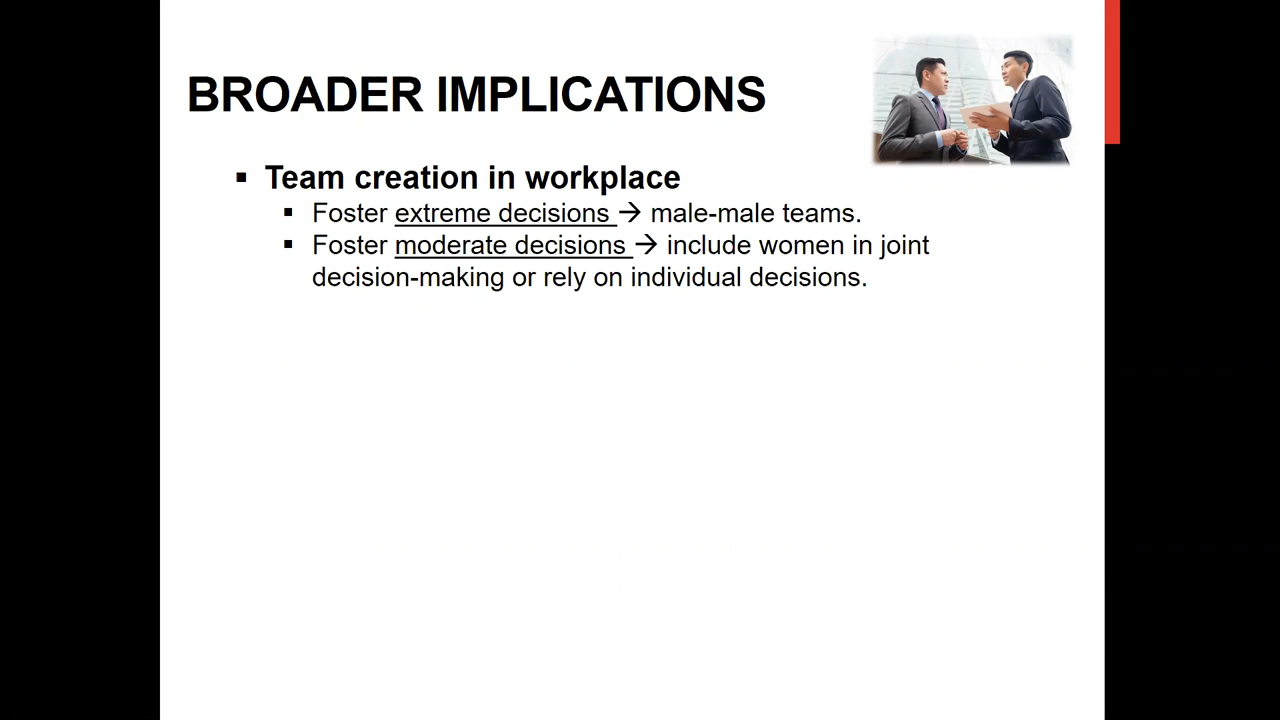 BROADER IMPLICATIONS
▪ Team creation in workplace
▪ Foster extreme decisions → male-male teams.
▪ Foster moderate decisions → include women in joint
decision-making or rely on individual decisions.